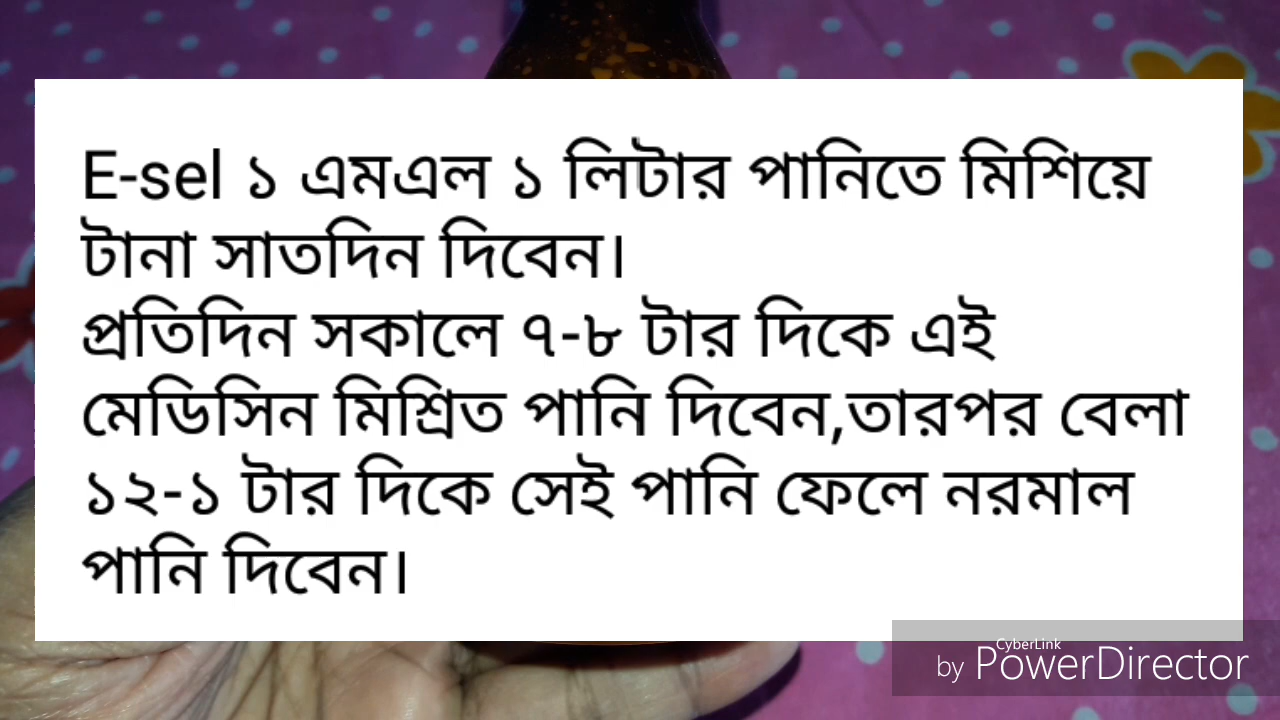 E-sel ১ এমএল ১ লিটার পানিতে মিশিয়ে
টানা সাতদিন দিবেন।
প্রতিদিন সকালে ৭-৮ টার দিকে এই
মেডিসিন মিশ্রিত পানি দিবেন,তারপর বেলা
১২-১ টার দিকে সেই পানি ফেলে নরমাল
পানি দিবেন।
CyberLink
by PowerDirector